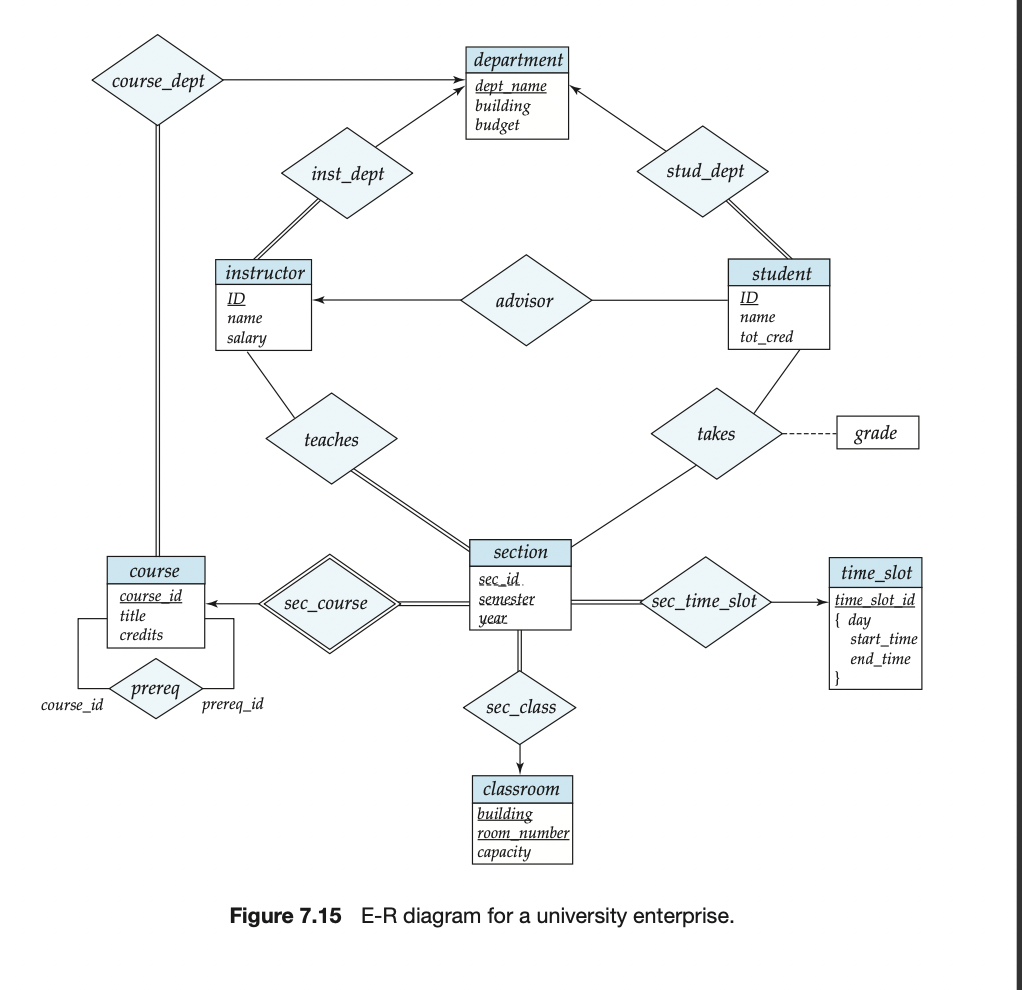 course_dept
department
dept_name
building
budget
inst_dept
stud_dept
instructor
ID
name
salary
advisor
student
ID
name
tot_cred
teaches
takes
grade
course
course_id
title
credits
sec_course
section
sec_id
semester
year
sec_time_slot
time_slot
time_slot_id
{ day
start_time
end_time
}
prereq
course_id
prereq_id
sec_class
classroom
building
room_number
capacity
Figure 7.15 E-R diagram for a university enterprise.